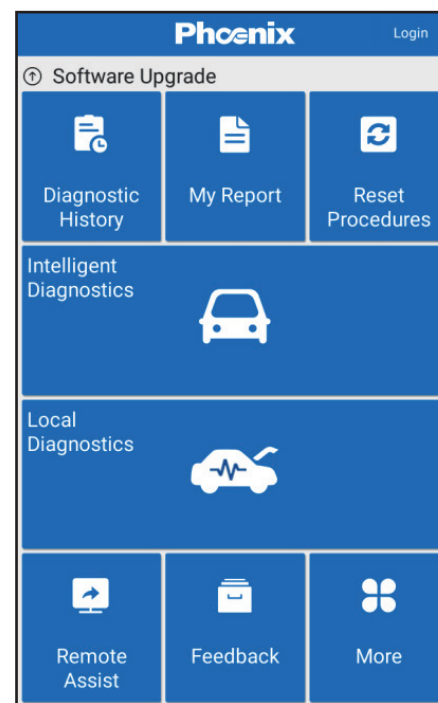 Phoenix
Login
Software Upgrade
Diagnostic
History
My Report
Reset
Procedures
Intelligent
Diagnostics
Local
Diagnostics
Remote
Assist
Feedback
More